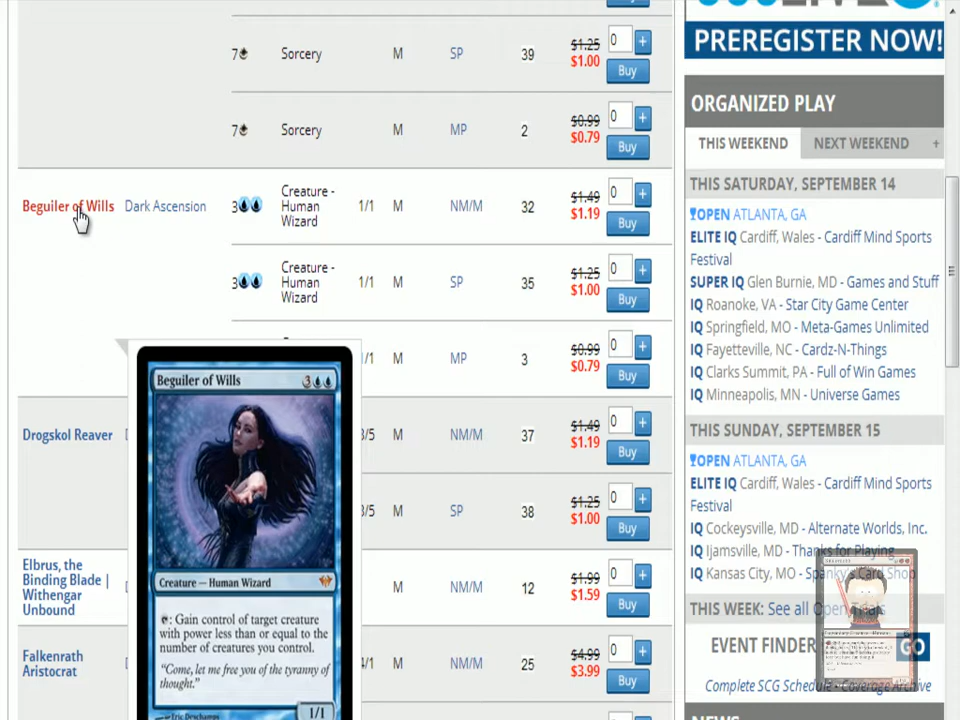 Buy
PREREGISTER NOW!
7 Sorcery M SP 39 $1.25 0 +
$1.00
Buy
7 Sorcery M MP 2 $0.99 0 +
$0.79
Buy
Beguiler of Wills Dark Ascension 3 Creature - Human Wizard 1/1 M NM/M 32 $1.49 0 +
$1.19
Buy
3 Creature - Human Wizard 1/1 M SP 35 $1.25 0 +
$1.00
Buy
/1 M MP 3 $0.99 0 +
$0.79
Buy
Drogskol Reaver D 3/5 M NM/M 37 $1.49 0 +
$1.19
Buy
3/5 M SP 38 $1.25 0 +
$1.00
Buy
Elbrus, the
Binding Blade |
Withengar
Unbound
M NM/M 12 $1.99 0 +
$1.59
Buy
Falkenrath
Aristocrat
/1 M NM/M 25 $4.99 0 +
$3.99
Buy
Beguiler of Wills 3
Creature — Human Wizard
: Gain control of target creature
with power less than or equal to the
number of creatures you control.
"Come, let me free you of the tyranny of
thought."
Eric Deschamps
1/1
ORGANIZED PLAY
THIS WEEKEND NEXT WEEKEND +
THIS SATURDAY, SEPTEMBER 14
OPEN ATLANTA, GA
ELITE IQ Cardiff, Wales - Cardiff Mind Sports
Festival
SUPER IQ Glen Burnie, MD - Games and Stuff
IQ Roanoke, VA - Star City Game Center
IQ Springfield, MO - Meta-Games Unlimited
IQ Fayetteville, NC - Cardz-N-Things
IQ Clarks Summit, PA - Full of Win Games
IQ Minneapolis, MN - Universe Games
THIS SUNDAY, SEPTEMBER 15
OPEN ATLANTA, GA
ELITE IQ Cardiff, Wales - Cardiff Mind Sports
Festival
IQ Cockeysville, MD - Alternate Worlds, Inc.
IQ Ijamsville, MD - Thanks for Playing
IQ Kansas City, MO - Spanky's Card Shop
THIS WEEK: See all Open Trials
EVENT FINDER GO
Complete SCG Schedule - Coverage Archive
NEWS